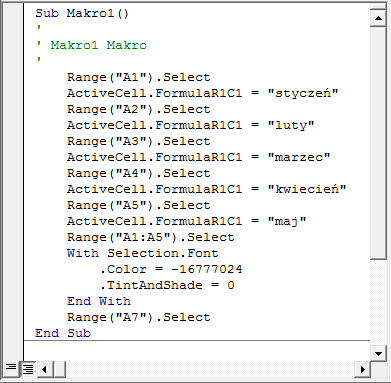 Sub Makro1()
'
' Makro1 Makro
'
    Range("A1").Select
    ActiveCell.FormulaR1C1 = "styczeń"
    Range("A2").Select
    ActiveCell.FormulaR1C1 = "luty"
    Range("A3").Select
    ActiveCell.FormulaR1C1 = "marzec"
    Range("A4").Select
    ActiveCell.FormulaR1C1 = "kwiecień"
    Range("A5").Select
    ActiveCell.FormulaR1C1 = "maj"
    Range("A1:A5").Select
    With Selection.Font
        .Color = -16777024
        .TintAndShade = 0
    End With
    Range("A7").Select
End Sub